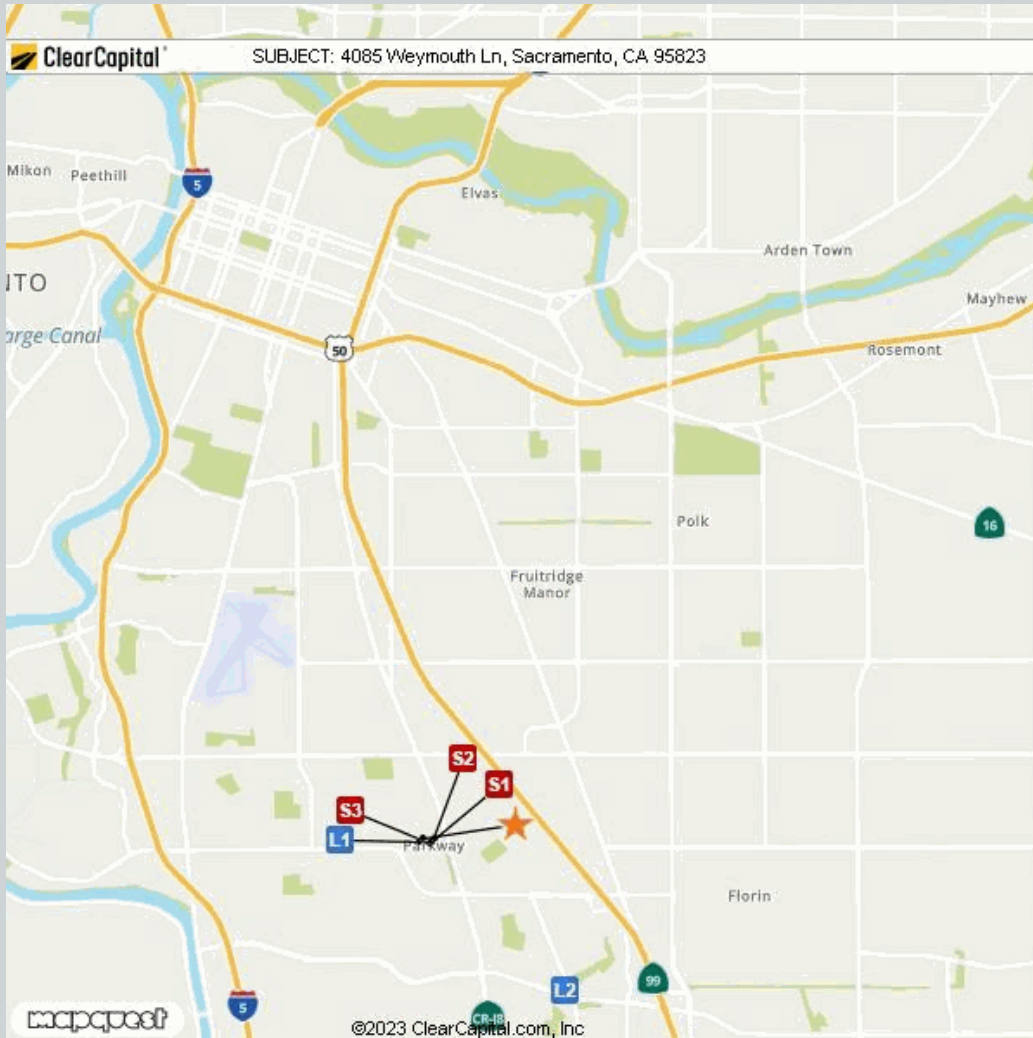 ClearCapital
SUBJECT: 4085 Weymouth Ln, Sacramento, CA 95823
Mikon
Peethill
5
Elvas
Arden Town
NTO
Mayhew
arge Canal
50
Rosemont
Polk
16
Fruitridge
Manor
S2
S1
S3
L1
Parkway
Florin
99
L2
5
CR-J8
mapquest
©2023 ClearCapital.com, Inc